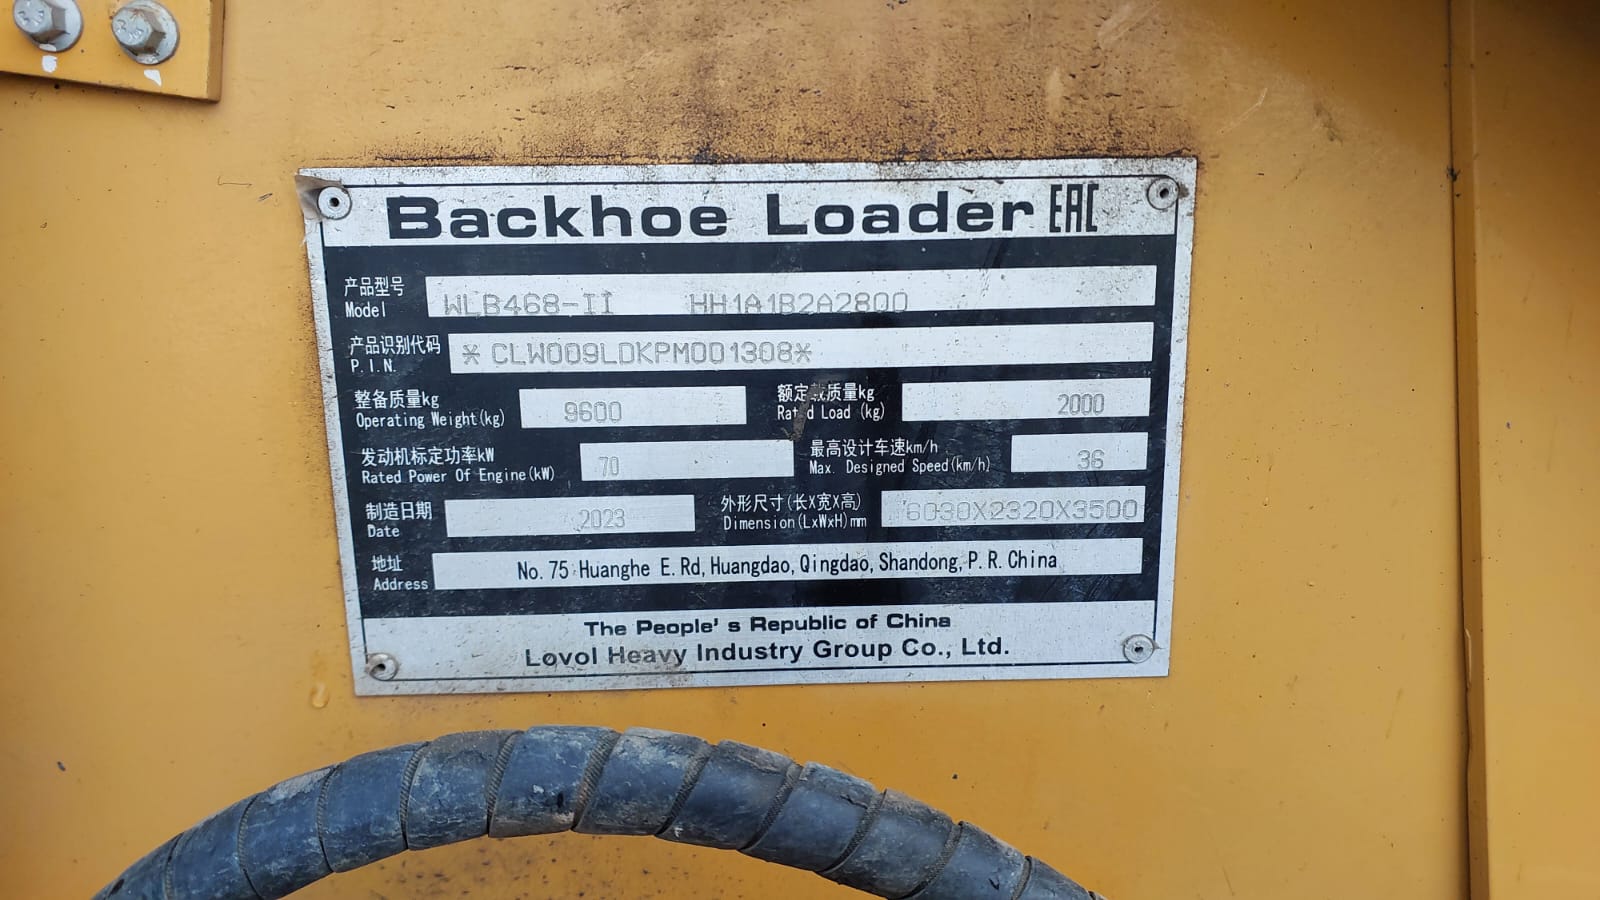 Backhoe Loader EAC
产品型号
Model WLB468-II HH1A1B2A2800
产品识别代码
P.I.N. *CLW009LDKPM001308*
整备质量kg 额定载质量kg
Operating Weight(kg) 9600 Rated Load (kg) 2000
发动机标定功率kW 最高设计车速km/h
Rated Power Of Engine(kW) 70 Max. Designed Speed(km/h) 36
制造日期 外形尺寸(长X宽X高)
Date 2023 Dimension(LxWxH)mm 6030X2320X3500
地址
Address No. 75 Huanghe E. Rd, Huangdao, Qingdao, Shandong, P. R. China
The People' s Republic of China
Lovol Heavy Industry Group Co., Ltd.